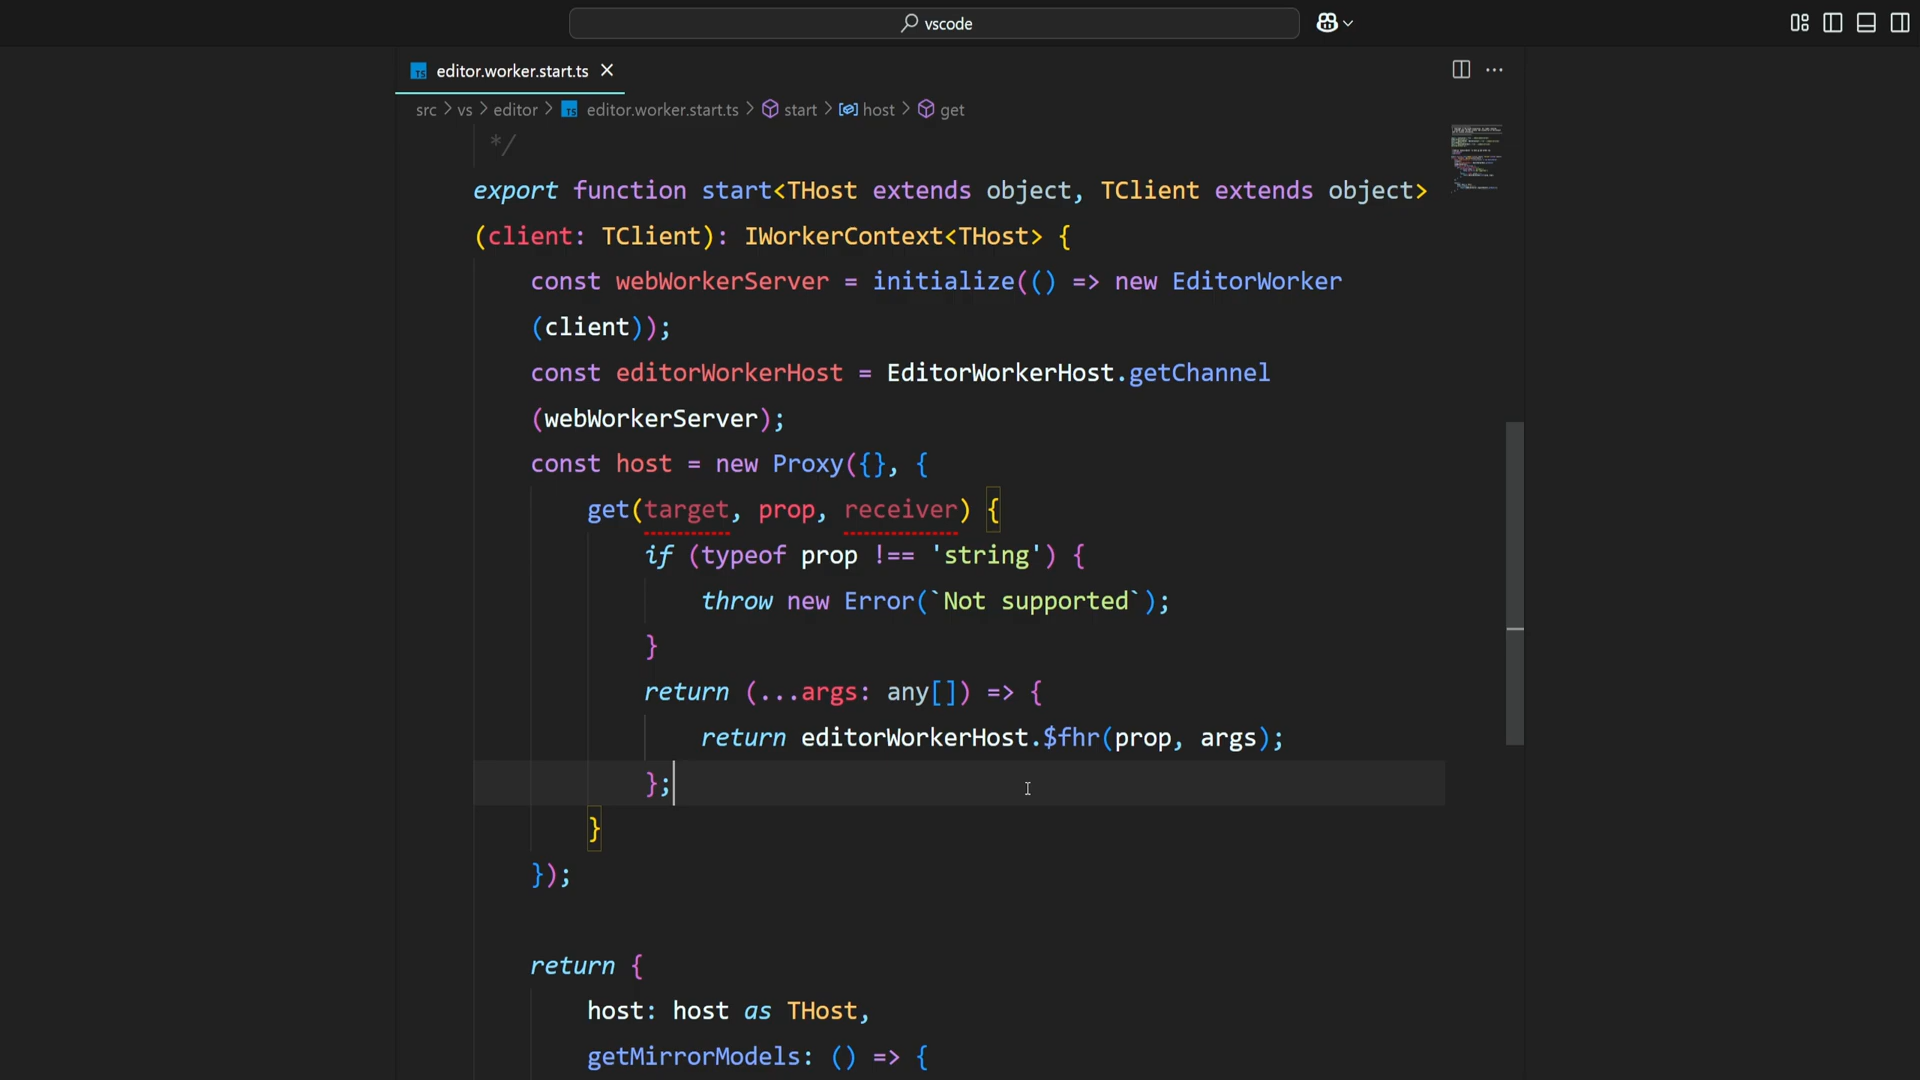 vscode
editor.worker.start.ts
src > vs > editor > TS editor.worker.start.ts > start > host > get
*/
export function start<THost extends object, TClient extends object>
(client: TClient): IWorkerContext<THost> {
const webWorkerServer = initialize(() => new EditorWorker
(client));
const editorWorkerHost = EditorWorkerHost.getChannel
(webWorkerServer);
const host = new Proxy({}, {
get(target, prop, receiver) {
if (typeof prop !== 'string') {
throw new Error(`Not supported`);
}
return (...args: any[]) => {
return editorWorkerHost.$fhr(prop, args);
};
}
});
return {
host: host as THost,
getMirrorModels: () => {